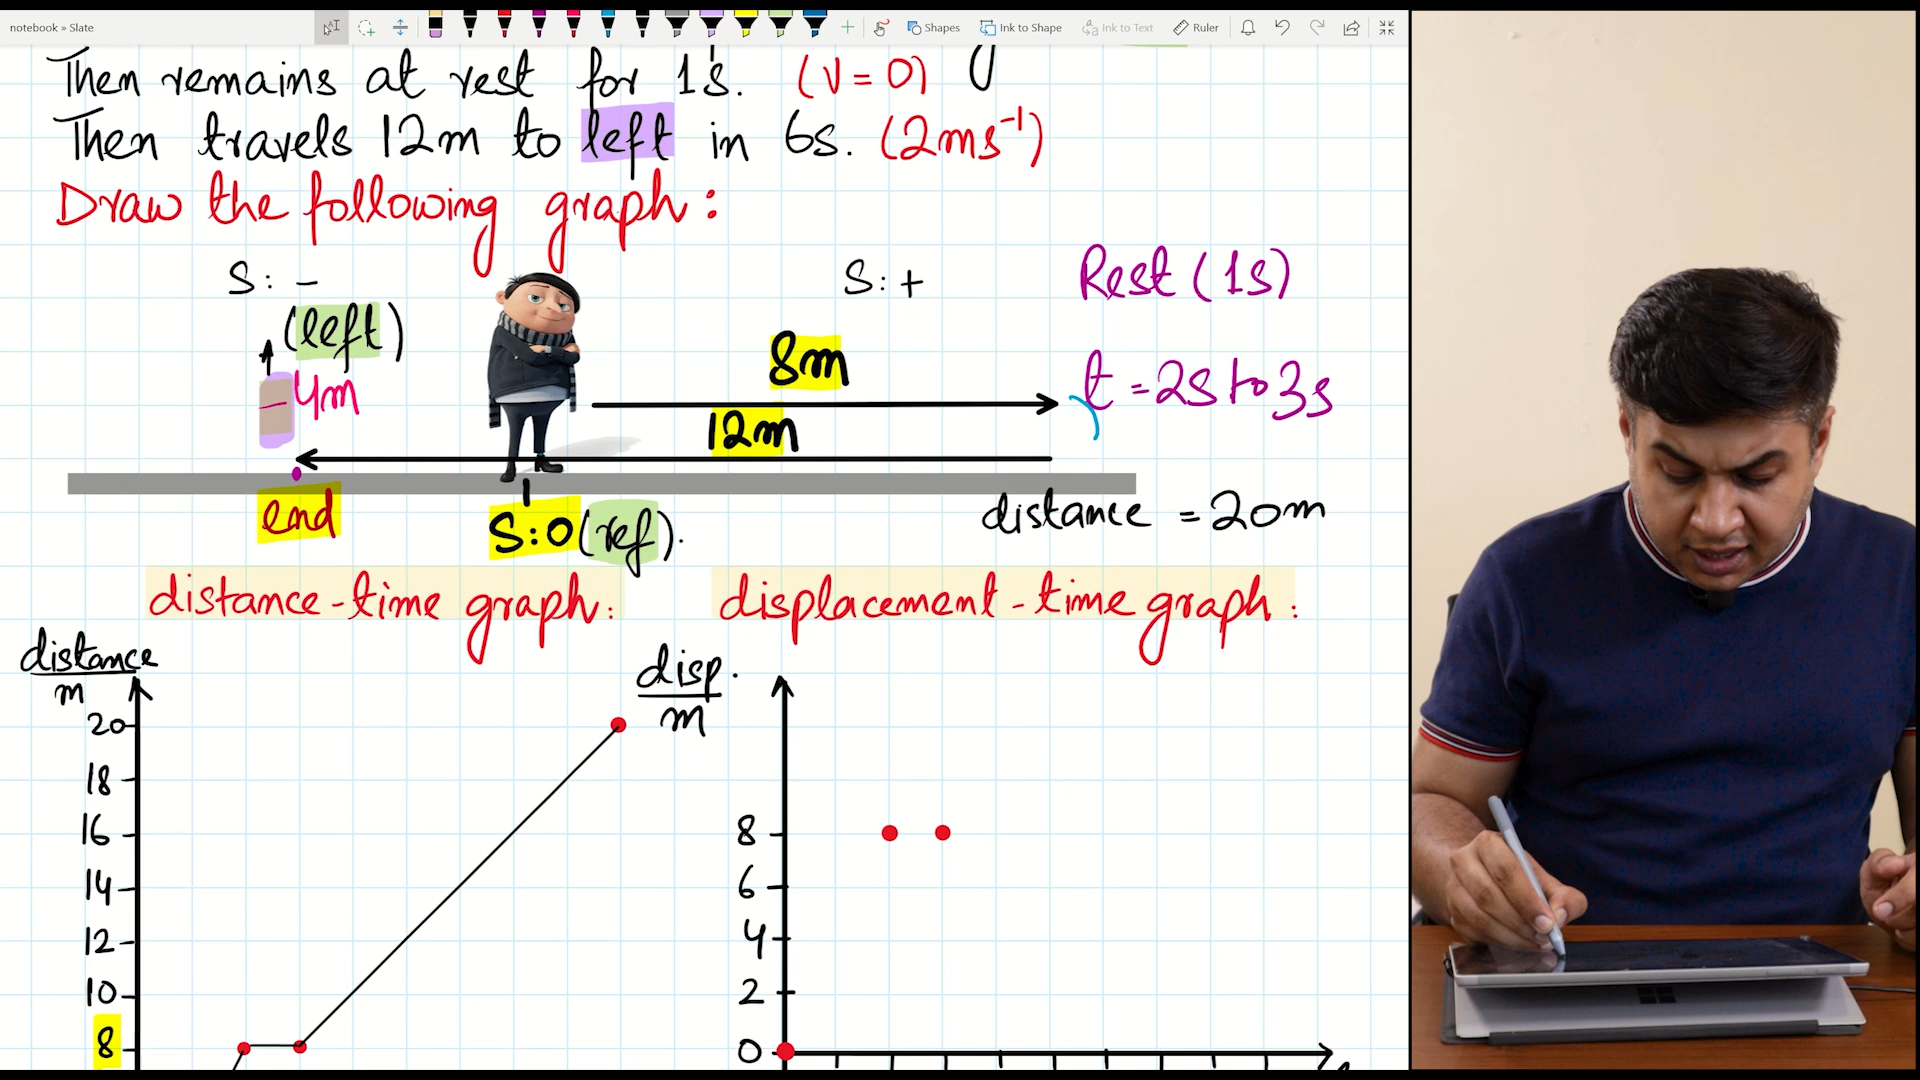 notebook » Slate
Shapes
Ink to Shape
Ink to Text
Ruler
Then remains at rest for 1s. (V = 0)
Then travels 12m to left in 6s. (2ms⁻¹)
Draw the following graph:
S: -
(left)
S: +
Rest (1s)
8m
-4m
t = 2s to 3s
12m
end
S:0 (ref).
distance = 20m
distance-time graph:
displacement-time graph:
distance
m
disp.
m
20
18
16
14
12
10
8
8
6
4
2
0